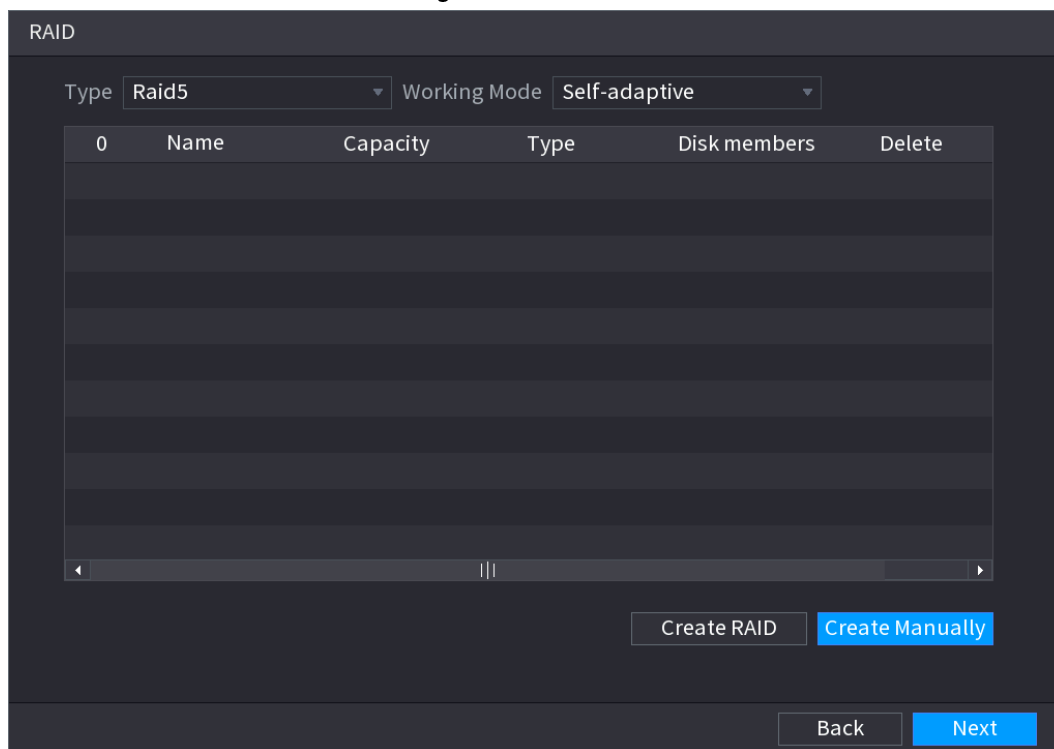 RAID
Type Raid5 Working Mode Self-adaptive
0 Name Capacity Type Disk members Delete
Create RAID Create Manually
Back Next